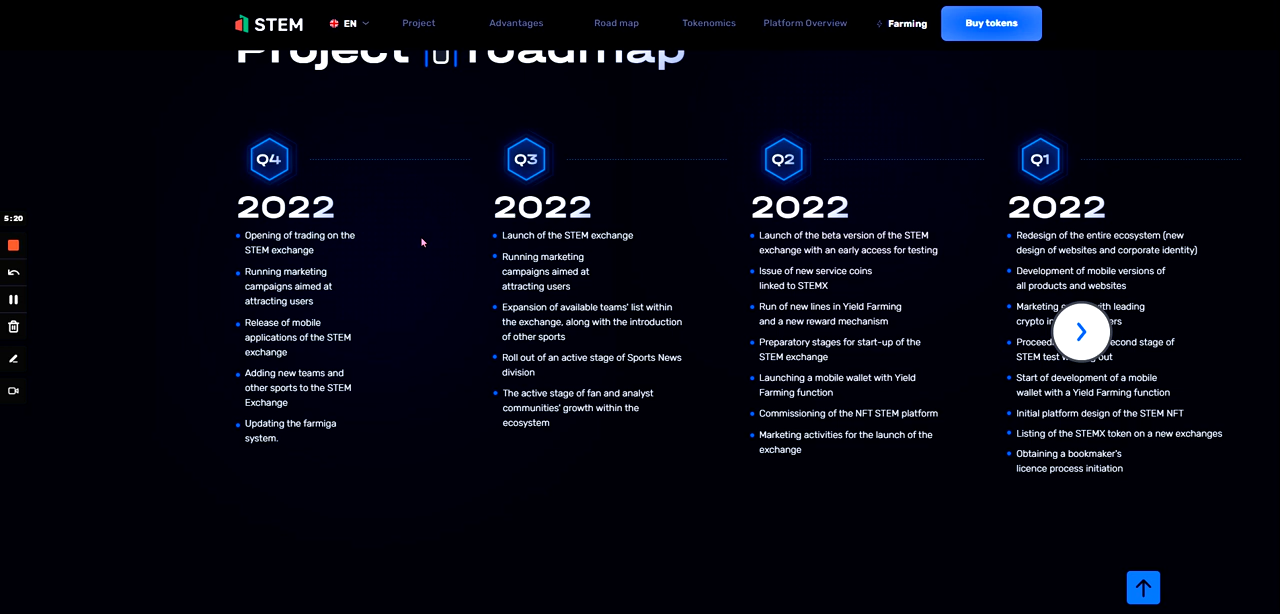 STEM
EN
Project
Advantages
Road map
Tokenomics
Platform Overview
Farming
Buy tokens
Project roadmap
Q4
2022
Opening of trading on the
STEM exchange
Running marketing
campaigns aimed at
attracting users
Release of mobile
applications of the STEM
exchange
Adding new teams and
other sports to the STEM
Exchange
Updating the farmiga
system.
Q3
2022
Launch of the STEM exchange
Running marketing
campaigns aimed at
attracting users
Expansion of available teams' list within
the exchange, along with the introduction
of other sports
Roll out of an active stage of Sports News
division
The active stage of fan and analyst
communities' growth within the
ecosystem
Q2
2022
Launch of the beta version of the STEM
exchange with an early access for testing
Issue of new service coins
linked to STEMX
Run of new lines in Yield Farming
and a new reward mechanism
Preparatory stages for start-up of the
STEM exchange
Launching a mobile wallet with Yield
Farming function
Commissioning of the NFT STEM platform
Marketing activities for the launch of the
exchange
Q1
2022
Redesign of the entire ecosystem (new
design of websites and corporate identity)
Development of mobile versions of
all products and websites
Marketing with leading
crypto
stage of
STEM test out
Start of development of a mobile
wallet with a Yield Farming function
Initial platform design of the STEM NFT
Listing of the STEMX token on a new exchanges
Obtaining a bookmaker's
licence process initiation
5:20